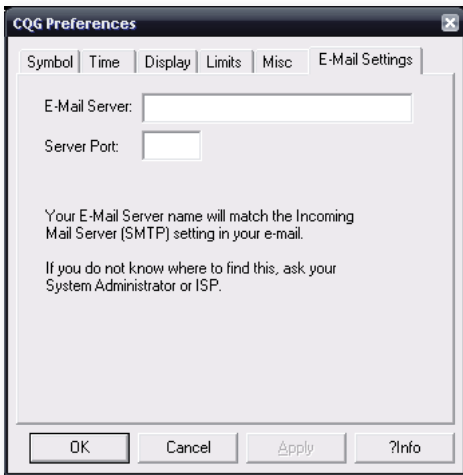 CQG Preferences
Symbol Time Display Limits Misc E-Mail Settings
E-Mail Server:
Server Port:
Your E-Mail Server name will match the Incoming
Mail Server (SMTP) setting in your e-mail.
If you do not know where to find this, ask your
System Administrator or ISP.
OK Cancel Apply ?Info